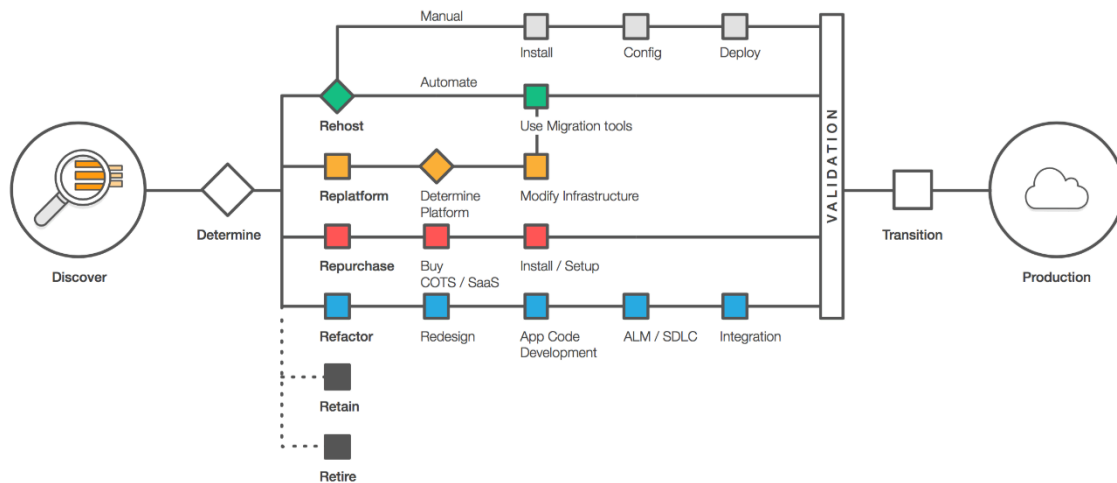 Manual
Install
Config
Deploy
Automate
Rehost
Use Migration tools
Replatform
Determine
Platform
Modify Infrastructure
Discover
Determine
Repurchase
Buy
COTS / SaaS
Install / Setup
Refactor
Redesign
App Code
Development
ALM / SDLC
Integration
Retain
Retire
VALIDATION
Transition
Production